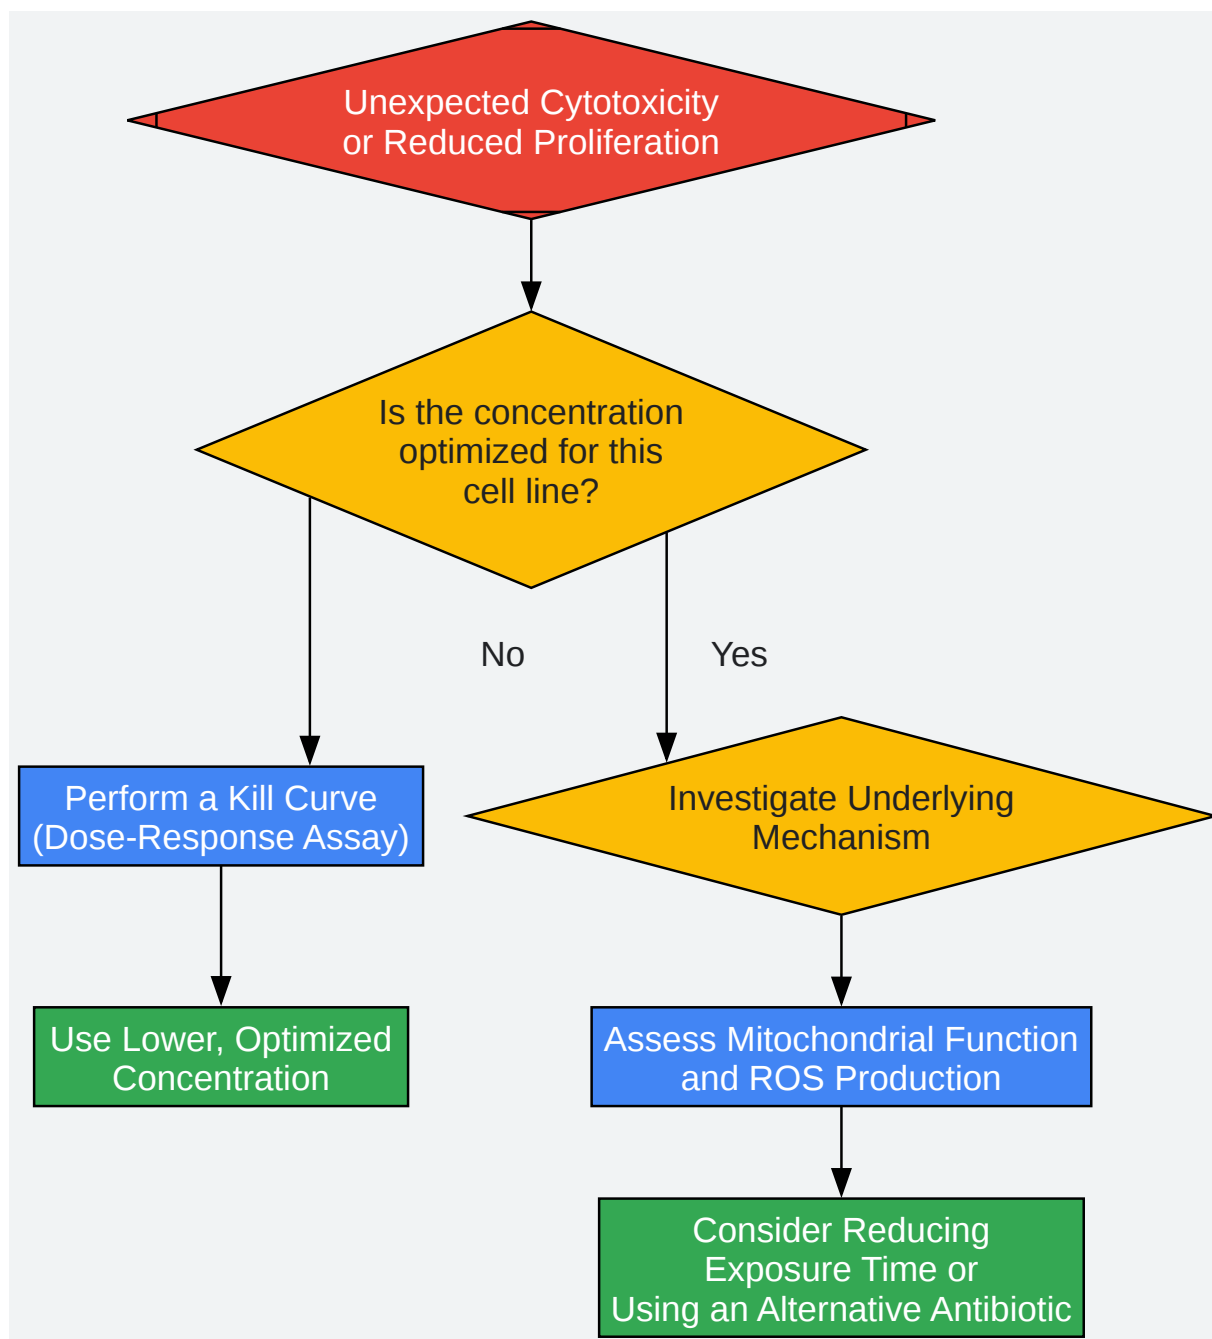 Unexpected Cytotoxicity
or Reduced Proliferation
Is the concentration
optimized for this
cell line?
No
Yes
Perform a Kill Curve
(Dose-Response Assay)
Investigate Underlying
Mechanism
Use Lower, Optimized
Concentration
Assess Mitochondrial Function
and ROS Production
Consider Reducing
Exposure Time or
Using an Alternative Antibiotic